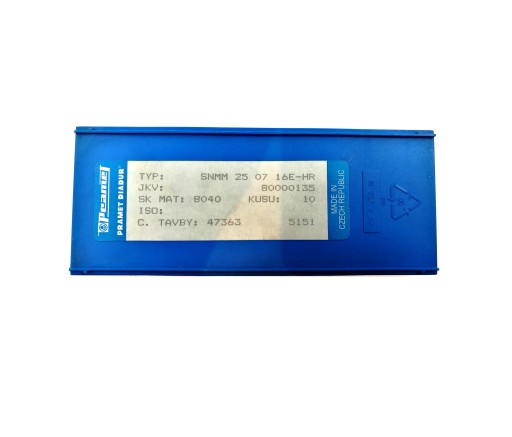 Pramet
PRAMET DIADUR
TYP: SNMM 25 07 16E-HR
JKV: 80000135
SK MAT: 8040 KUSU: 10
ISO:
C. TAVBY: 47363 5151
MADE IN
CZECH REPUBLIC